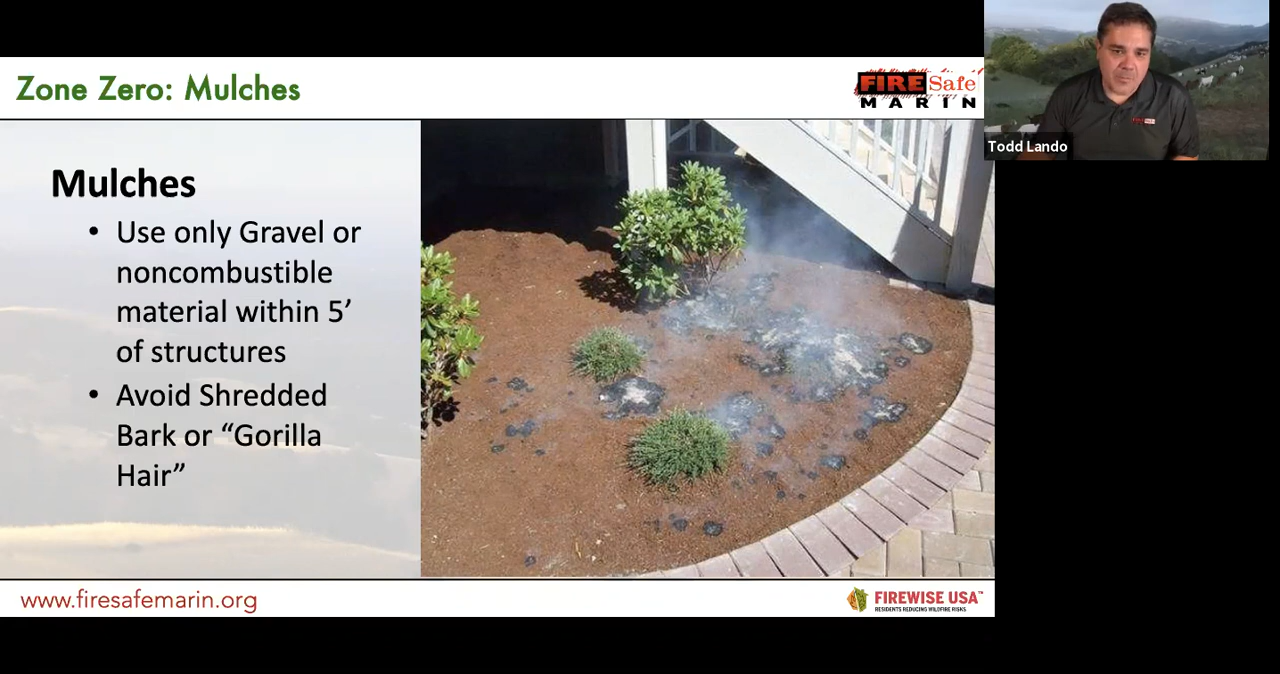 Zone Zero: Mulches
FIRE Safe
MARIN
Todd Lando
Mulches
• Use only Gravel or
noncombustible
material within 5’
of structures
• Avoid Shredded
Bark or “Gorilla
Hair”
www.firesafemarin.org
FIREWISE USA™
RESIDENTS REDUCING WILDFIRE RISKS